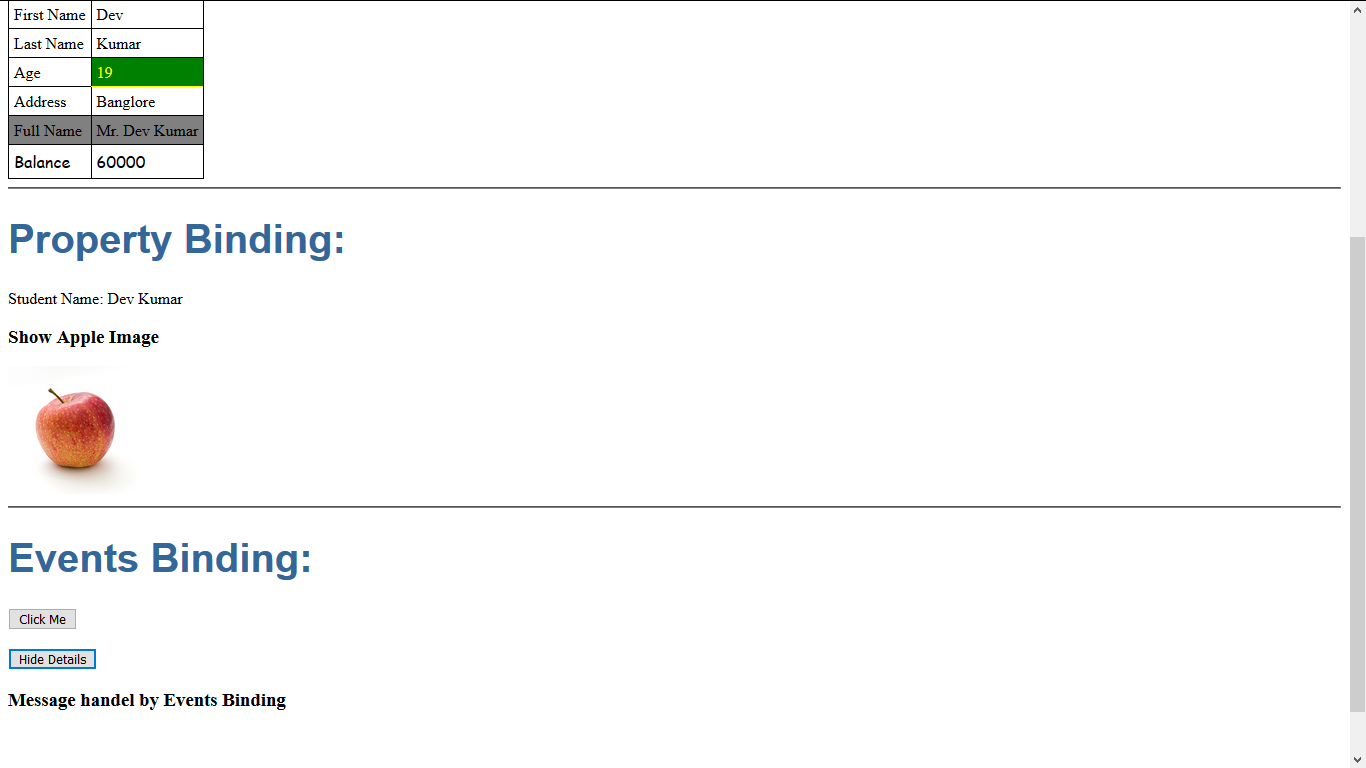 First Name Dev
Last Name Kumar
Age 19
Address Banglore
Full Name Mr. Dev Kumar
Balance 60000
Property Binding:
Student Name: Dev Kumar
Show Apple Image
Events Binding:
Click Me
Hide Details
Message handel by Events Binding